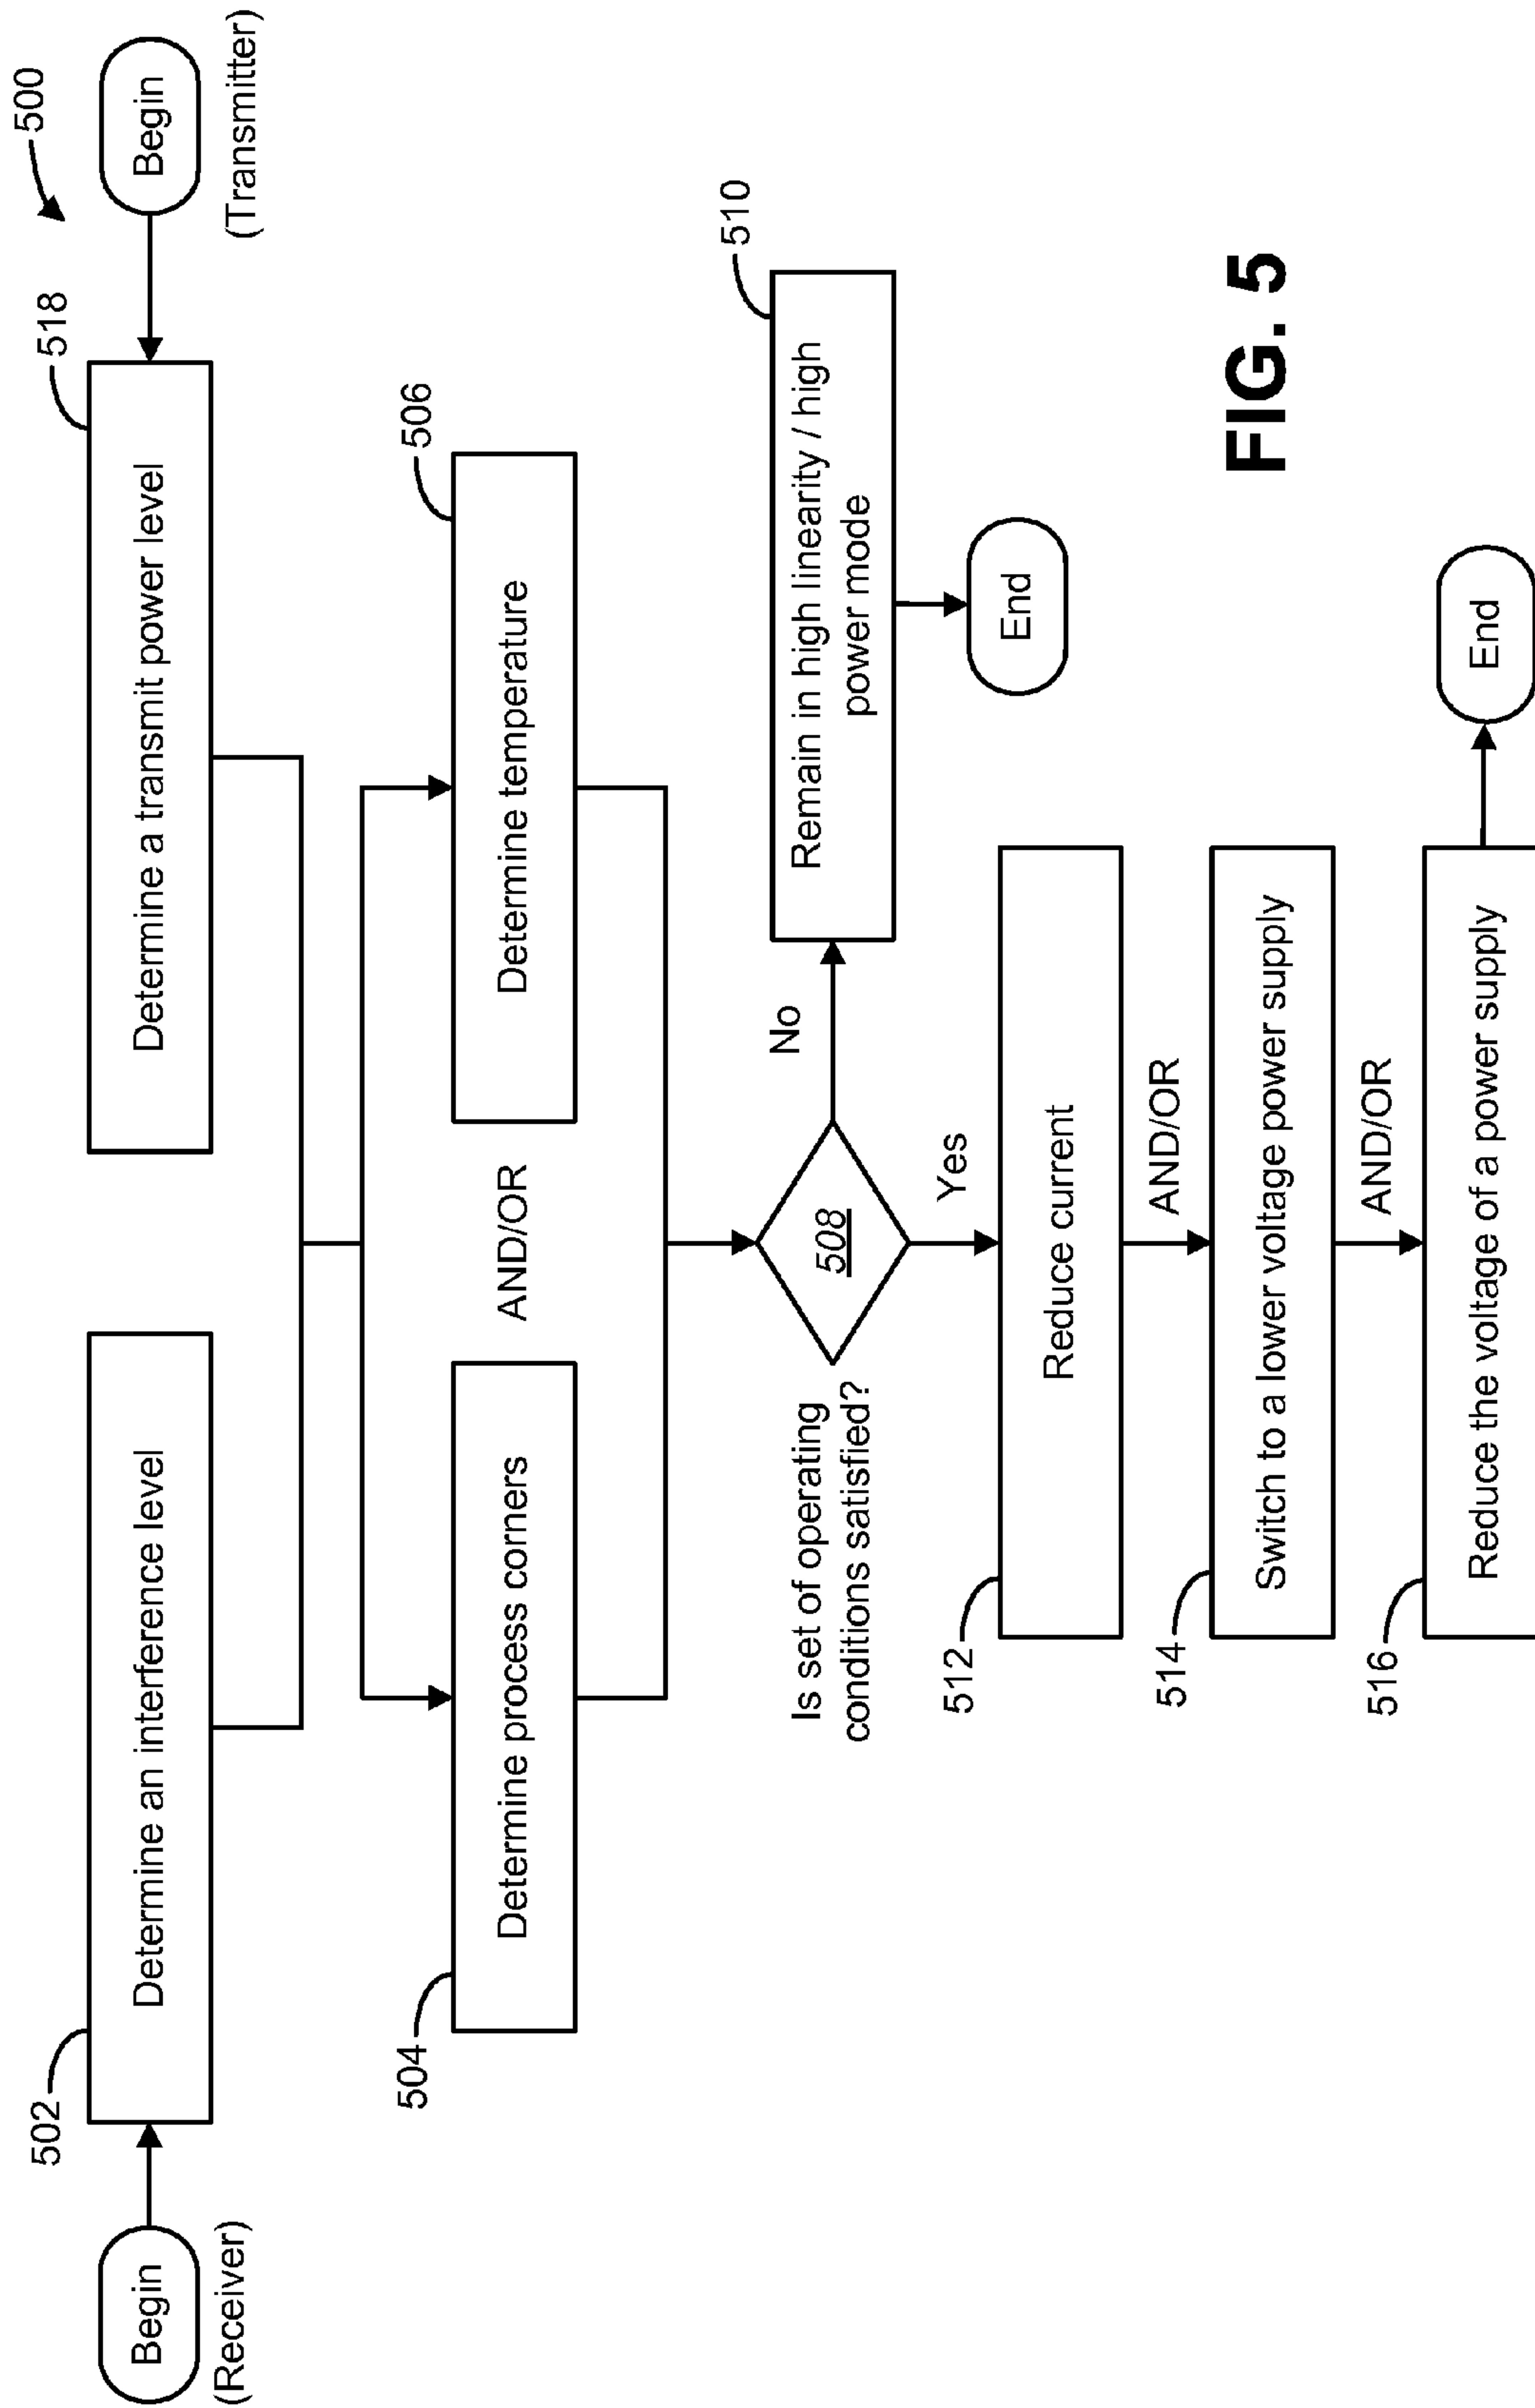 500
Begin
(Receiver)
502
Determine an interference level
518
Determine a transmit power level
Begin
(Transmitter)
504
Determine process corners
AND/OR
506
Determine temperature
Is set of operating
conditions satisfied?
508
No
510
Remain in high linearity / high
power mode
End
Yes
512
Reduce current
AND/OR
514
Switch to a lower voltage power supply
AND/OR
516
Reduce the voltage of a power supply
End
FIG. 5